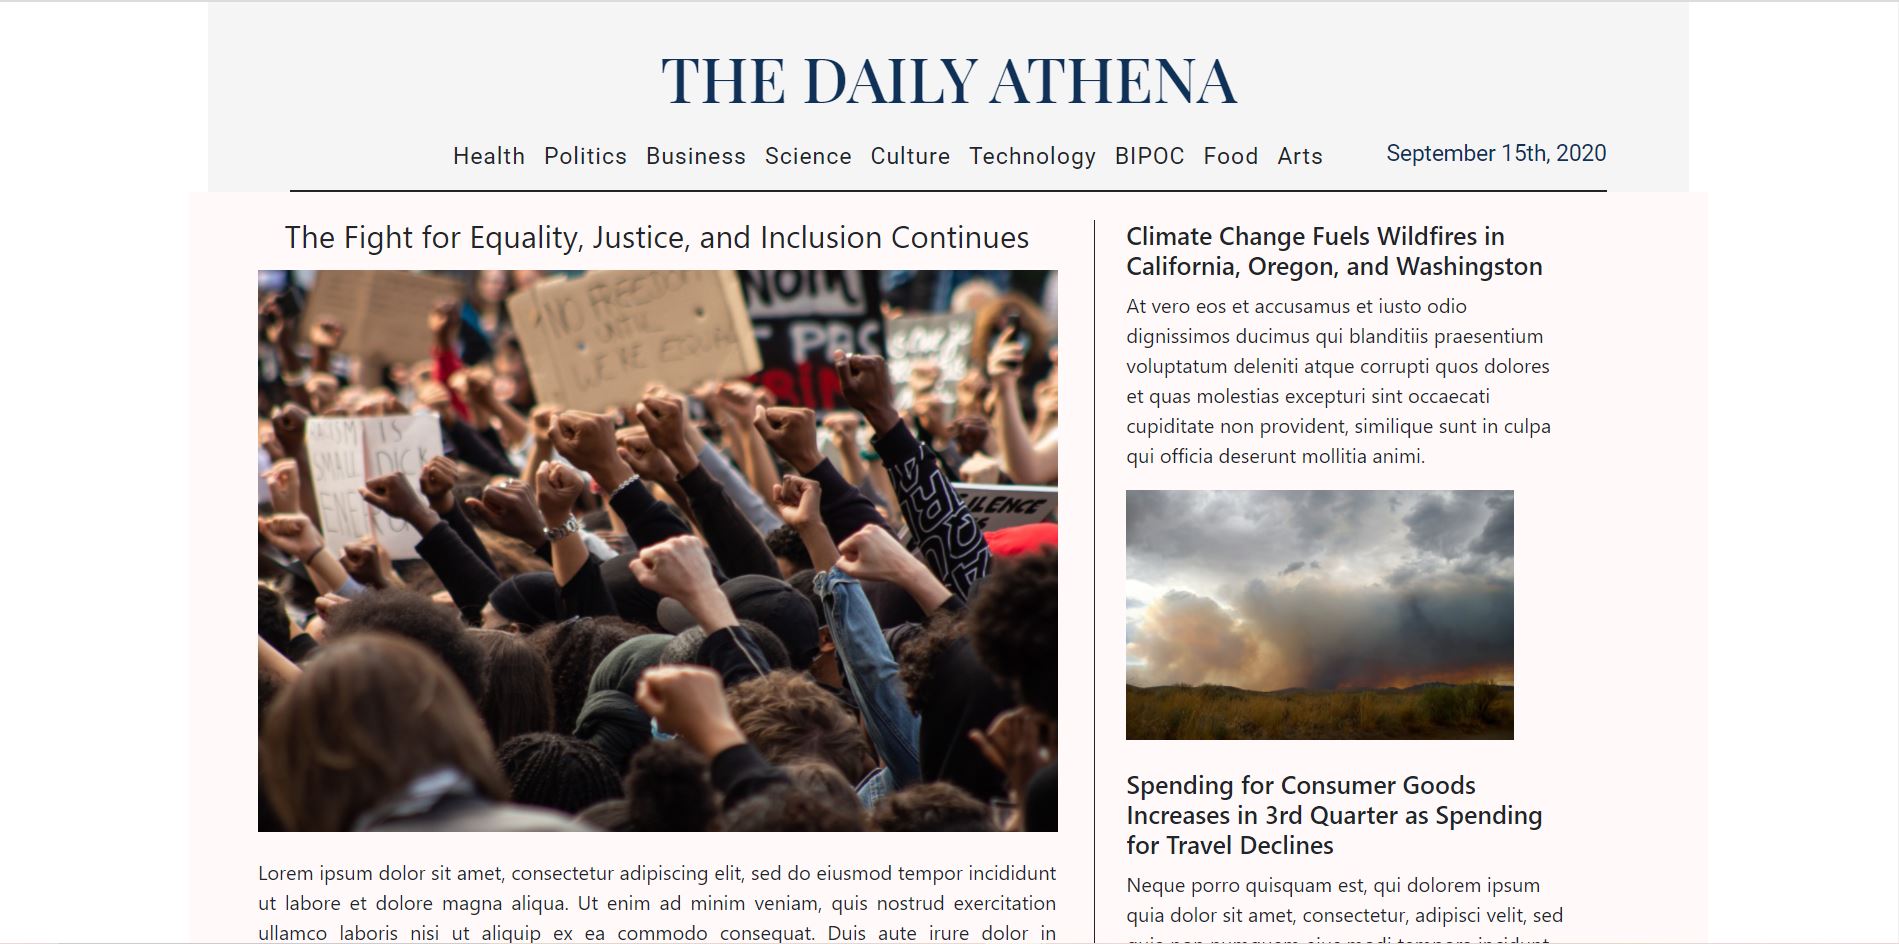 THE DAILY ATHENA
Health Politics Business Science Culture Technology BIPOC Food Arts
September 15th, 2020
The Fight for Equality, Justice, and Inclusion Continues
NO FREEDOM
UNTIL
WE'RE EQUAL
RACISM IS
SMALL DICK
ENERGY
Lorem ipsum dolor sit amet, consectetur adipiscing elit, sed do eiusmod tempor incididunt
ut labore et dolore magna aliqua. Ut enim ad minim veniam, quis nostrud exercitation
ullamco laboris nisi ut aliquip ex ea commodo consequat. Duis aute irure dolor in
Climate Change Fuels Wildfires in
California, Oregon, and Washingston
At vero eos et accusamus et iusto odio
dignissimos ducimus qui blanditiis praesentium
voluptatum deleniti atque corrupti quos dolores
et quas molestias excepturi sint occaecati
cupiditate non provident, similique sunt in culpa
qui officia deserunt mollitia animi.
Spending for Consumer Goods
Increases in 3rd Quarter as Spending
for Travel Declines
Neque porro quisquam est, qui dolorem ipsum
quia dolor sit amet, consectetur, adipisci velit, sed